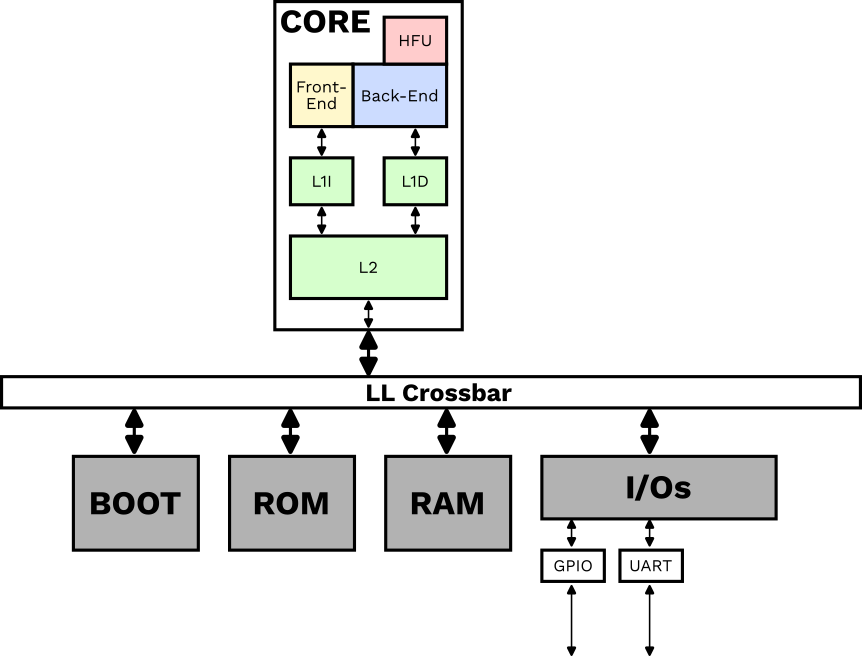 CORE
HFU
Front-
End
Back-End
L1I
L1D
L2
LL Crossbar
BOOT
ROM
RAM
I/Os
GPIO
UART